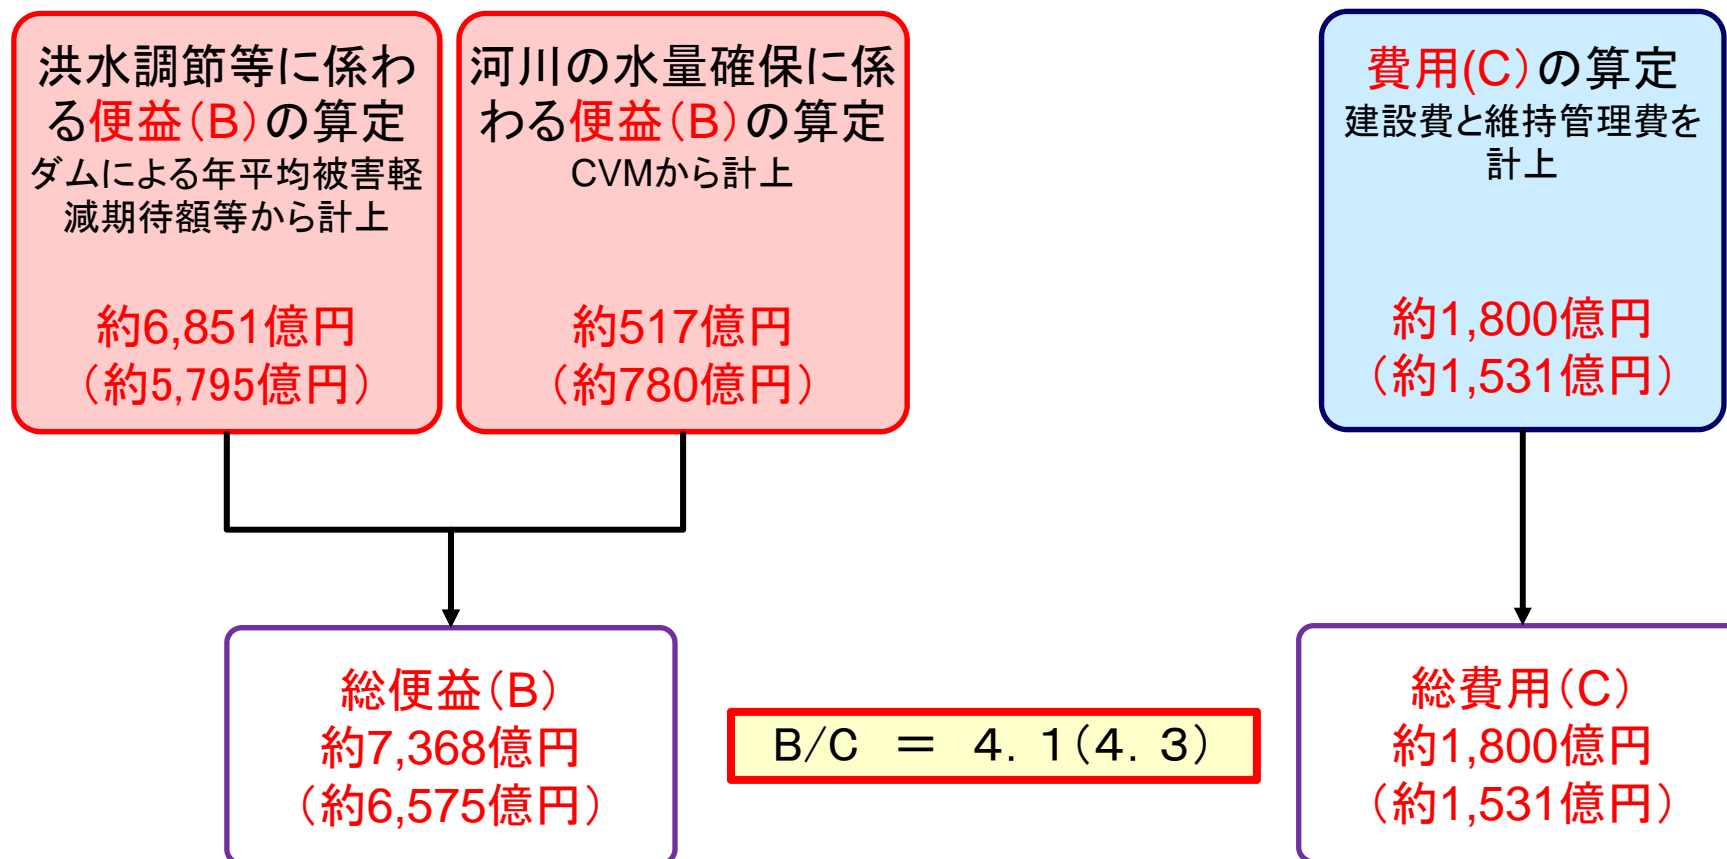 洪水調節等に係わ
る便益（B）の算定
ダムによる年平均被害軽
減期待額等から計上
約6,851億円
（約5,795億円）
河川の水量確保に係
わる便益（B）の算定
CVMから計上
約517億円
（約780億円）
費用(C）の算定
建設費と維持管理費を
計上
約1,800億円
（約1,531億円）
総便益（B）
約7,368億円
（約6,575億円）
B/C ＝ 4．1（4．3）
総費用（C）
約1,800億円
（約1,531億円）